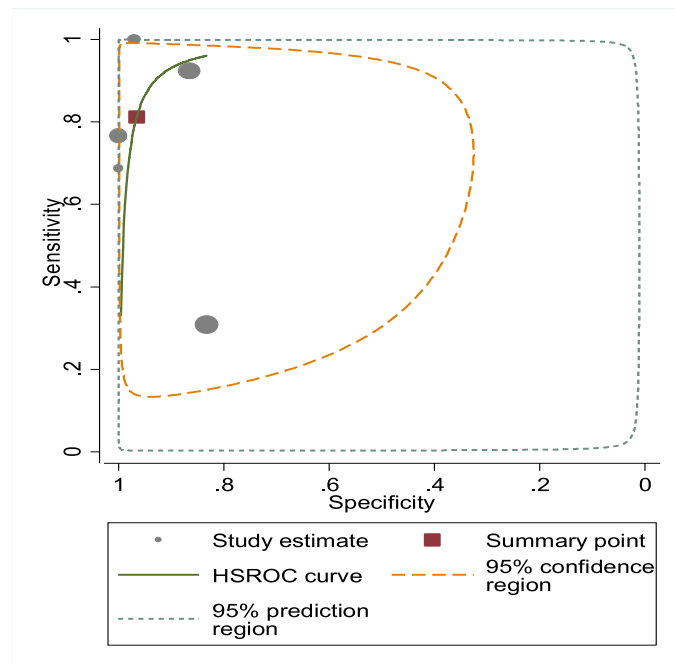 1
.8
.6
.4
.2
0
Sensitivity
1 .8 .6 .4 .2 0
Specificity
Study estimate Summary point
HSROC curve 95% confidence region
95% prediction region